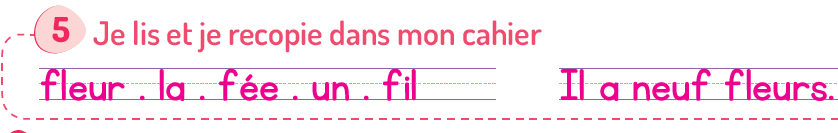 5 Je lis et je recopie dans mon cahier
fleur . la . fée . un . fil
Il a neuf fleurs.